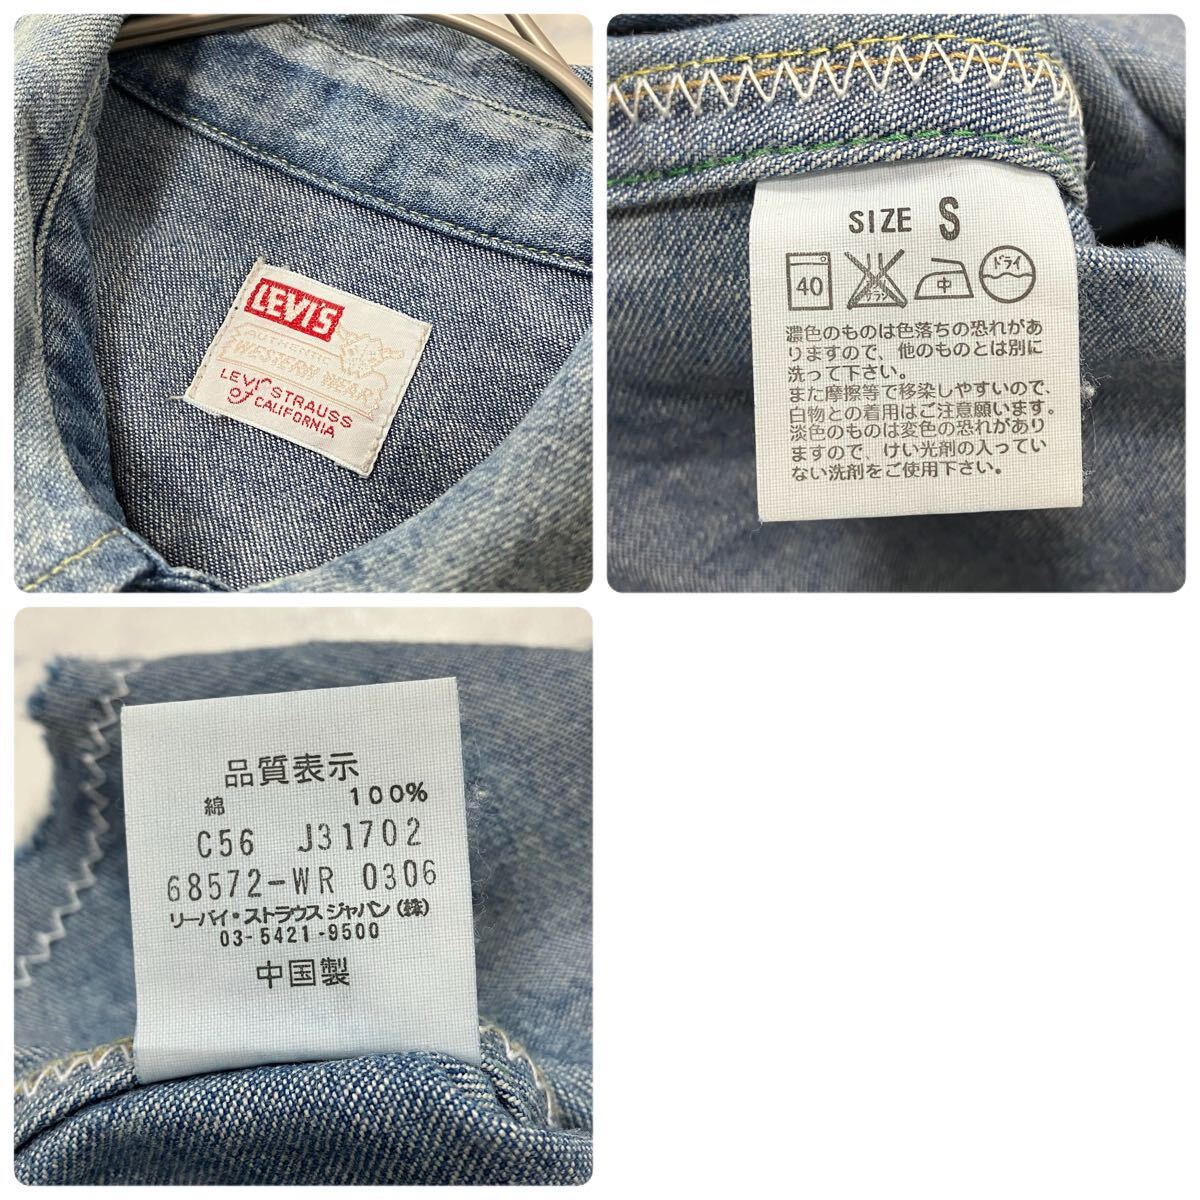 LEVI'S
AUTHENTIC
WESTERN WEAR
LEVI STRAUSS
OF CALIFORNIA
SIZE S
40
エンソ
サラシ
中
ドライ
濃色のものは色落ちの恐れがあ
りますので、他のものとは別に
洗って下さい。
また摩擦等で移染しやすいので、
白物との着用はご注意願います。
淡色のものは変色の恐れがあり
ますので、けい光剤の入ってい
ない洗剤をご使用下さい。
品質表示
綿 100%
C56 J31702
68572-WR 0306
リーバイ・ストラウス ジャパン(株)
03-5421-9500
中国製